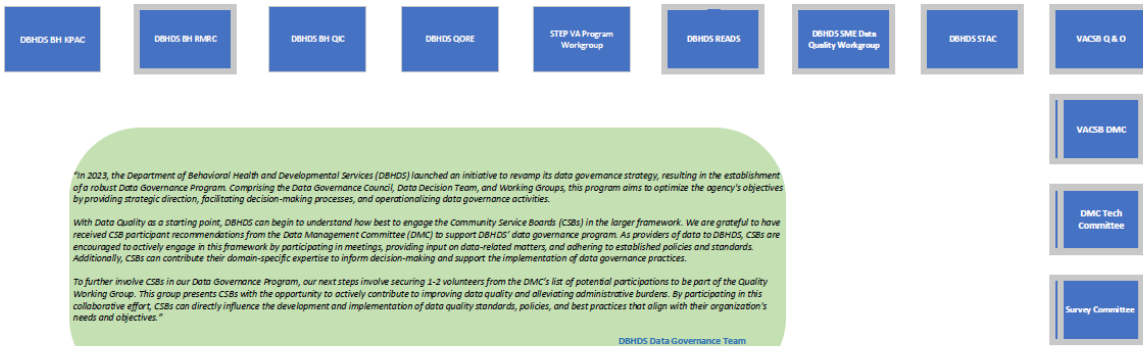 DBHDS BH KPAC
DBHDS BH RMRC
DBHDS BH QIC
DBHDS QORE
STEP VA Program
Workgroup
DBHDS READS
DBHDS SME Data
Quality Workgroup
DBHDS STAC
VACSB Q & O
VACSB DMC
DMC Tech
Committee
Survey Committee
"In 2023, the Department of Behavioral Health and Developmental Services (DBHDS) launched an initiative to revamp its data governance strategy, resulting in the establishment
of a robust Data Governance Program. Comprising the Data Governance Council, Data Decision Team, and Working Groups, this program aims to optimize the agency's objectives
by providing strategic direction, facilitating decision-making processes, and operationalizing data governance activities.
With Data Quality as a starting point, DBHDS can begin to understand how best to engage the Community Service Boards (CSBs) in the larger framework. We are grateful to have
received CSB participant recommendations from the Data Management Committee (DMC) to support DBHDS' data governance program. As providers of data to DBHDS, CSBs are
encouraged to actively engage in this framework by participating in meetings, providing input on data-related matters, and adhering to established policies and standards.
Additionally, CSBs can contribute their domain-specific expertise to inform decision-making and support the implementation of data governance practices.
To further involve CSBs in our Data Governance Program, our next steps involve securing 1-2 volunteers from the DMC's list of potential participations to be part of the Quality
Working Group. This group presents CSBs with the opportunity to actively contribute to improving data quality and alleviating administrative burdens. By participating in this
collaborative effort, CSBs can directly influence the development and implementation of data quality standards, policies, and best practices that align with their organization's
needs and objectives."
DBHDS Data Governance Team